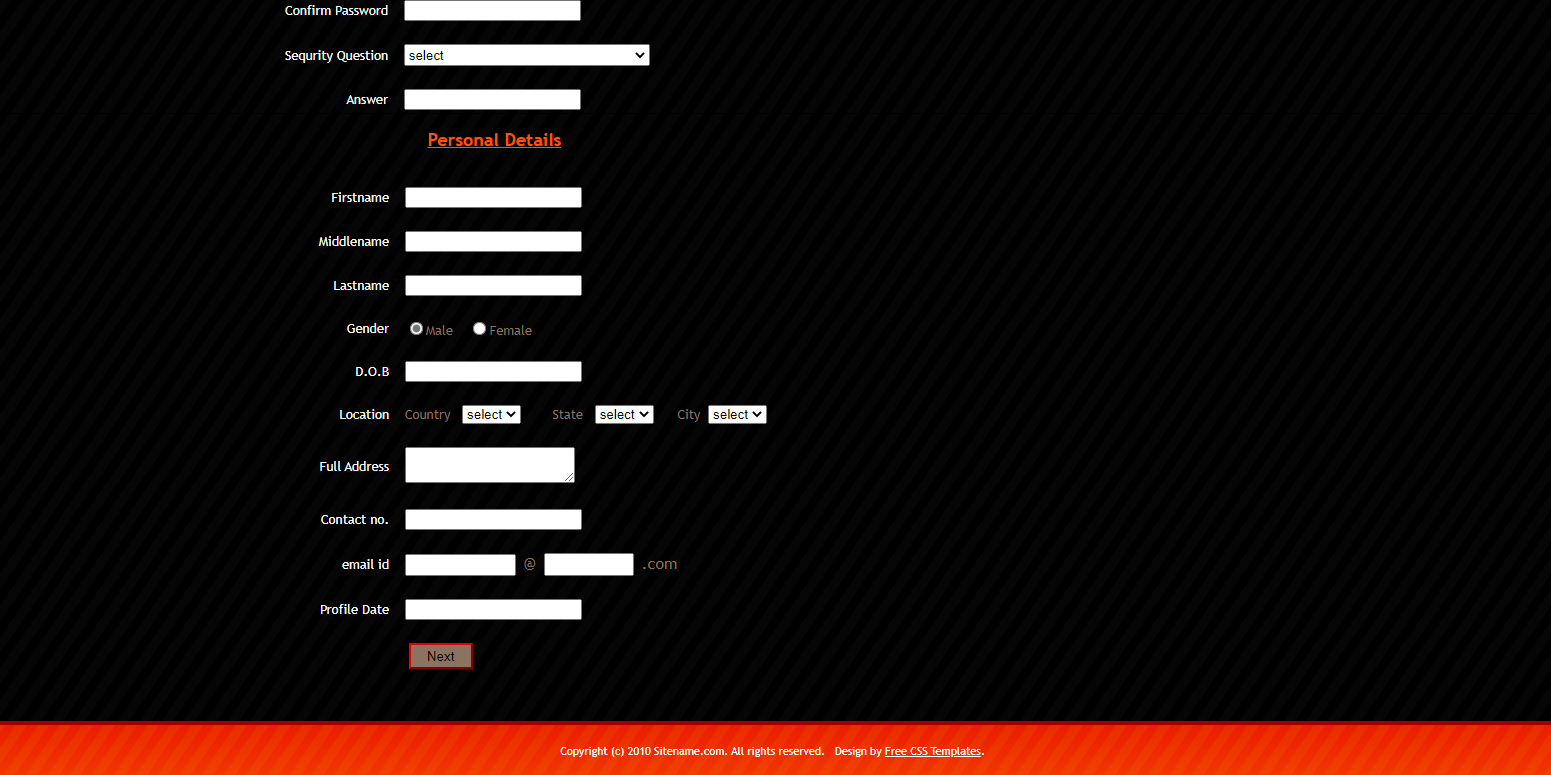 Confirm Password
Sequrity Question select
Answer
Personal Details
Firstname
Middlename
Lastname
Gender Male Female
D.O.B
Location Country select State select City select
Full Address
Contact no.
email id @ .com
Profile Date
Next
Copyright (c) 2010 Sitename.com. All rights reserved. Design by Free CSS Templates.